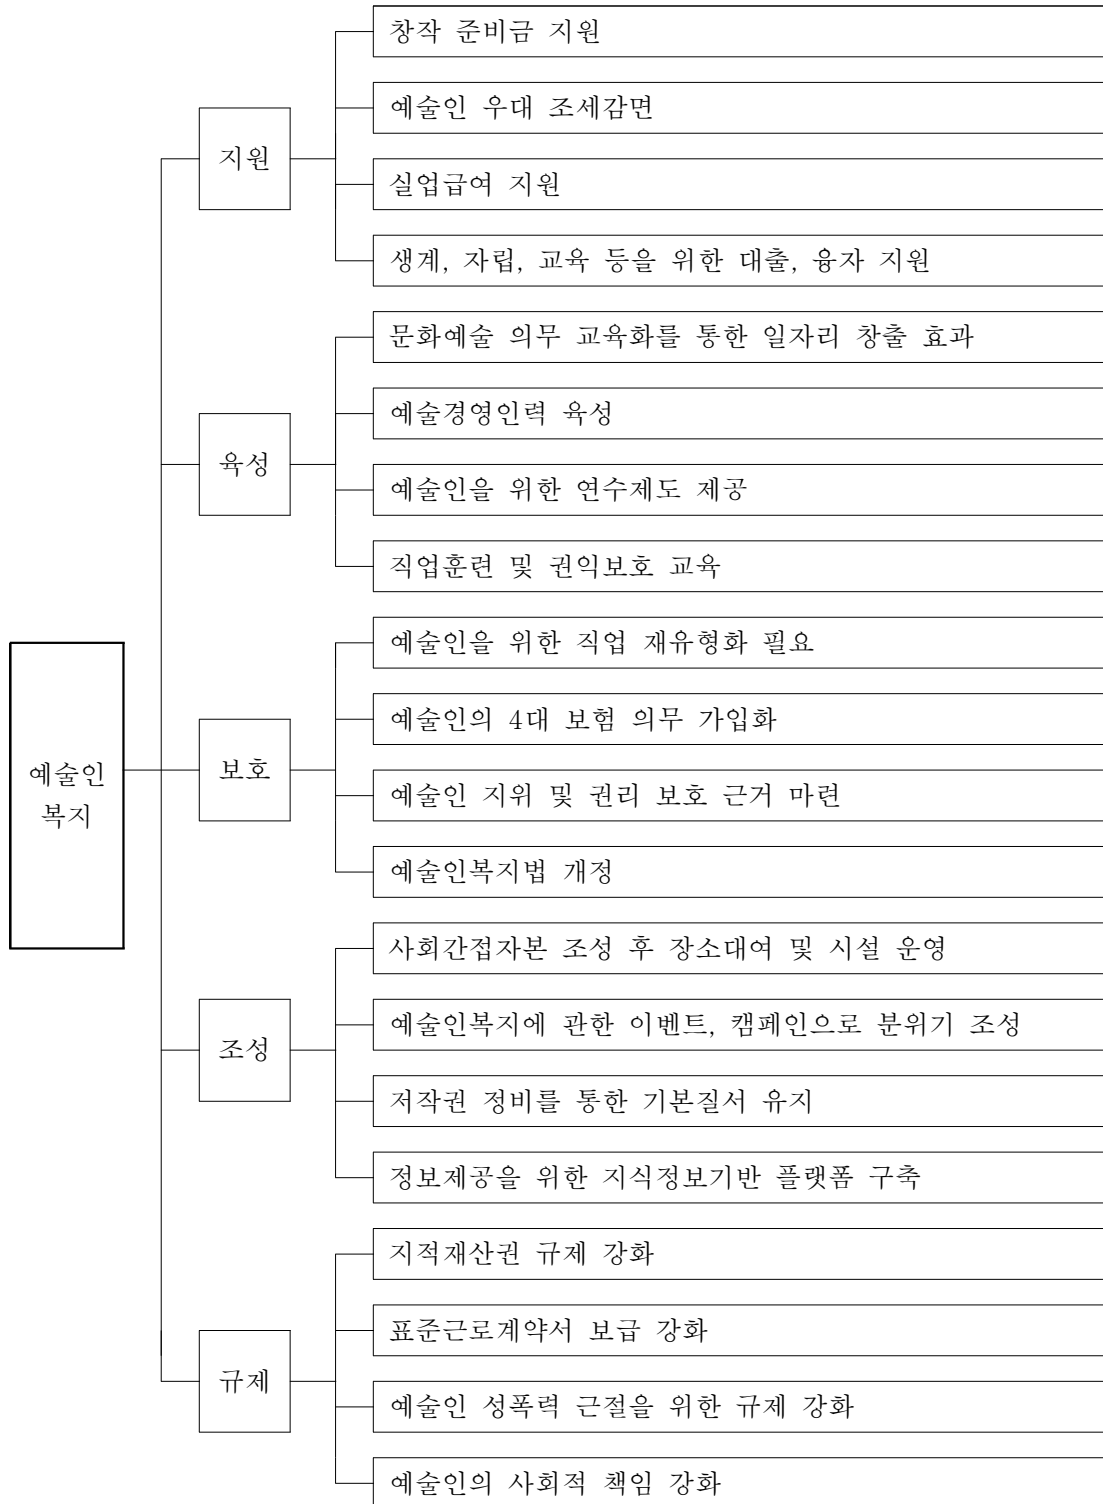 예술인
복지
지원
창작 준비금 지원
예술인 우대 조세감면
실업급여 지원
생계, 자립, 교육 등을 위한 대출, 융자 지원
육성
문화예술 의무 교육화를 통한 일자리 창출 효과
예술경영인력 육성
예술인을 위한 연수제도 제공
직업훈련 및 권익보호 교육
보호
예술인을 위한 직업 재유형화 필요
예술인의 4대 보험 의무 가입화
예술인 지위 및 권리 보호 근거 마련
예술인복지법 개정
조성
사회간접자본 조성 후 장소대여 및 시설 운영
예술인복지에 관한 이벤트, 캠페인으로 분위기 조성
저작권 정비를 통한 기본질서 유지
정보제공을 위한 지식정보기반 플랫폼 구축
규제
지적재산권 규제 강화
표준근로계약서 보급 강화
예술인 성폭력 근절을 위한 규제 강화
예술인의 사회적 책임 강화